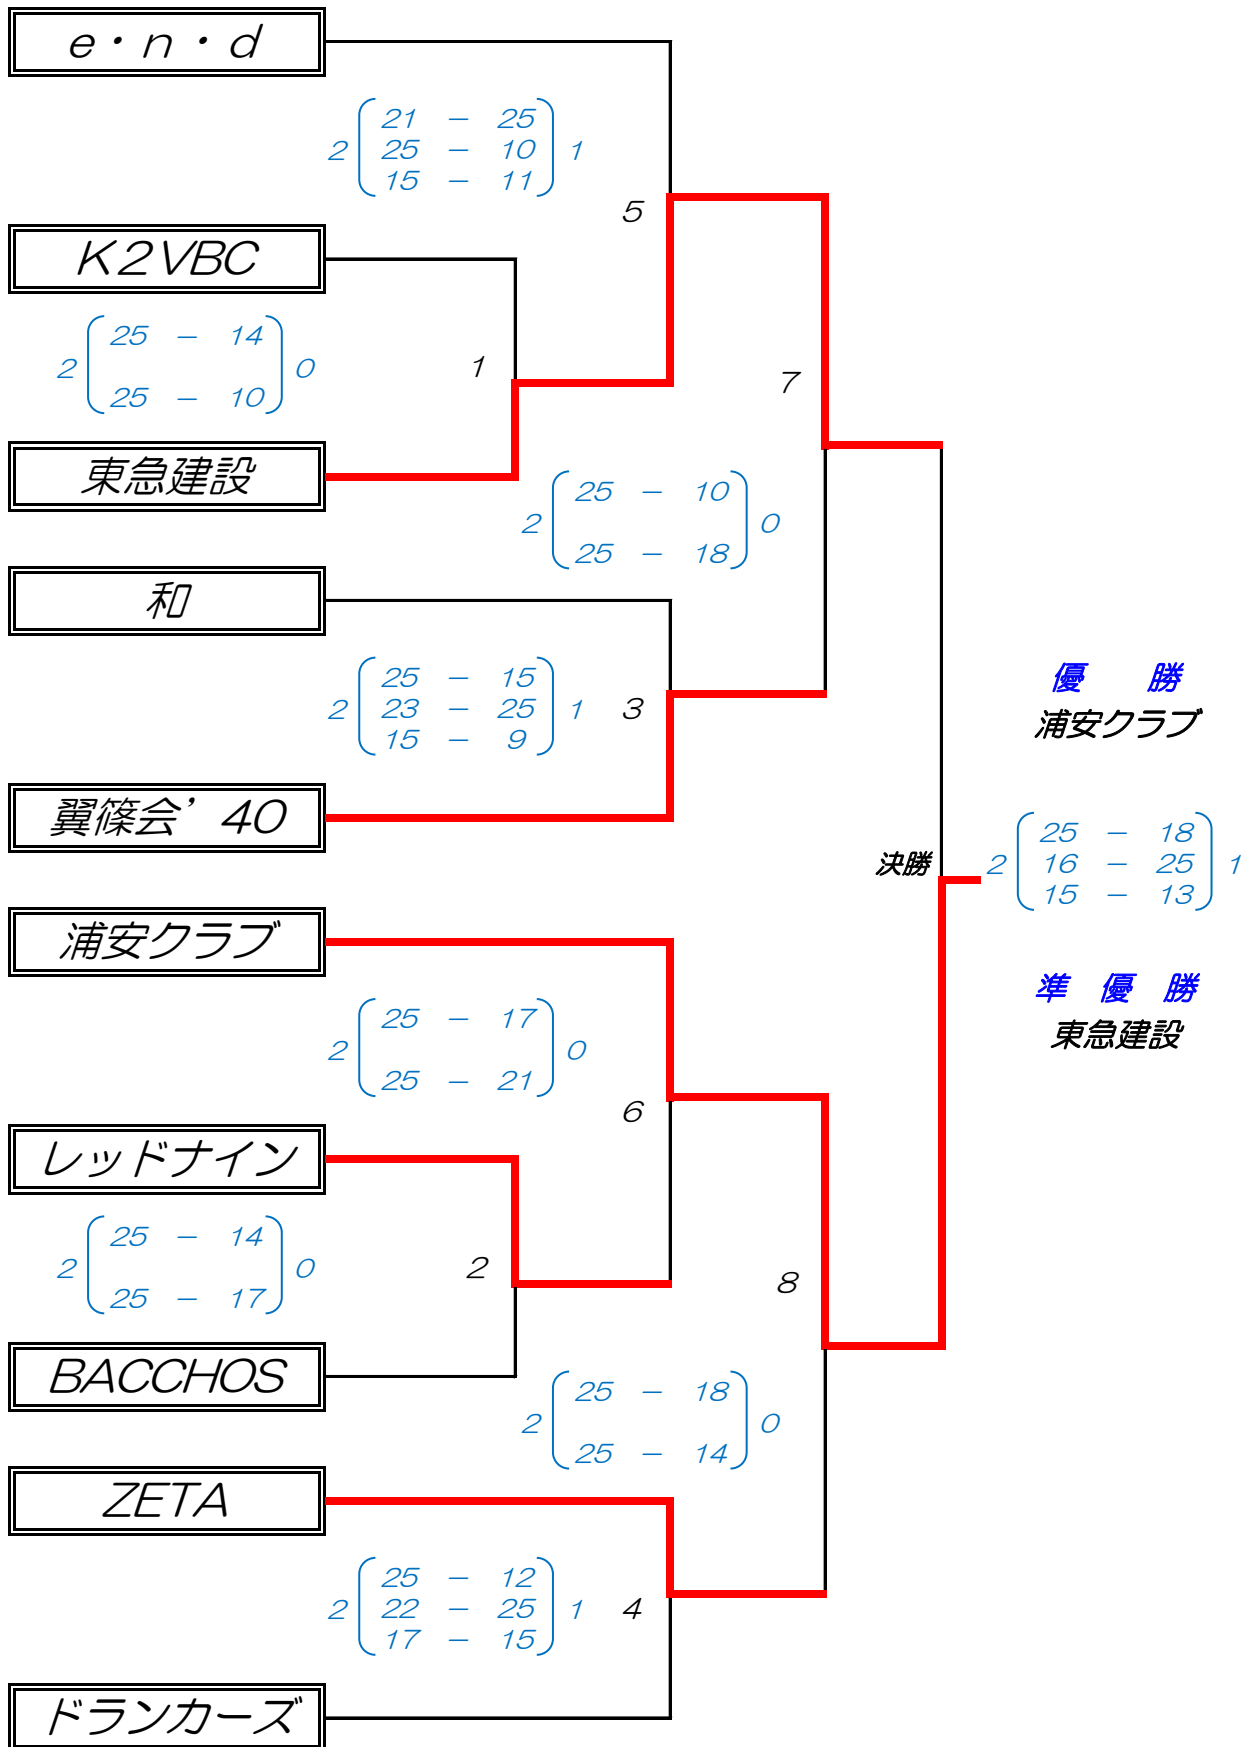 e・n・d
21 － 25
2 25 － 10 1
15 － 11
5
K2VBC
25 － 14
2 0
25 － 10
1
7
東急建設
25 － 10
2 0
25 － 18
和
25 － 15
2 23 － 25 1
15 － 9
3
優 勝
浦安クラブ
翼篠会’40
決勝
25 － 18
2 16 － 25 1
15 － 13
浦安クラブ
準 優 勝
東急建設
25 － 17
2 0
25 － 21
6
レッドナイン
25 － 14
2 0
25 － 17
2
8
BACCHOS
25 － 18
2 0
25 － 14
ZETA
25 － 12
2 22 － 25 1
17 － 15
4
ドランカーズ